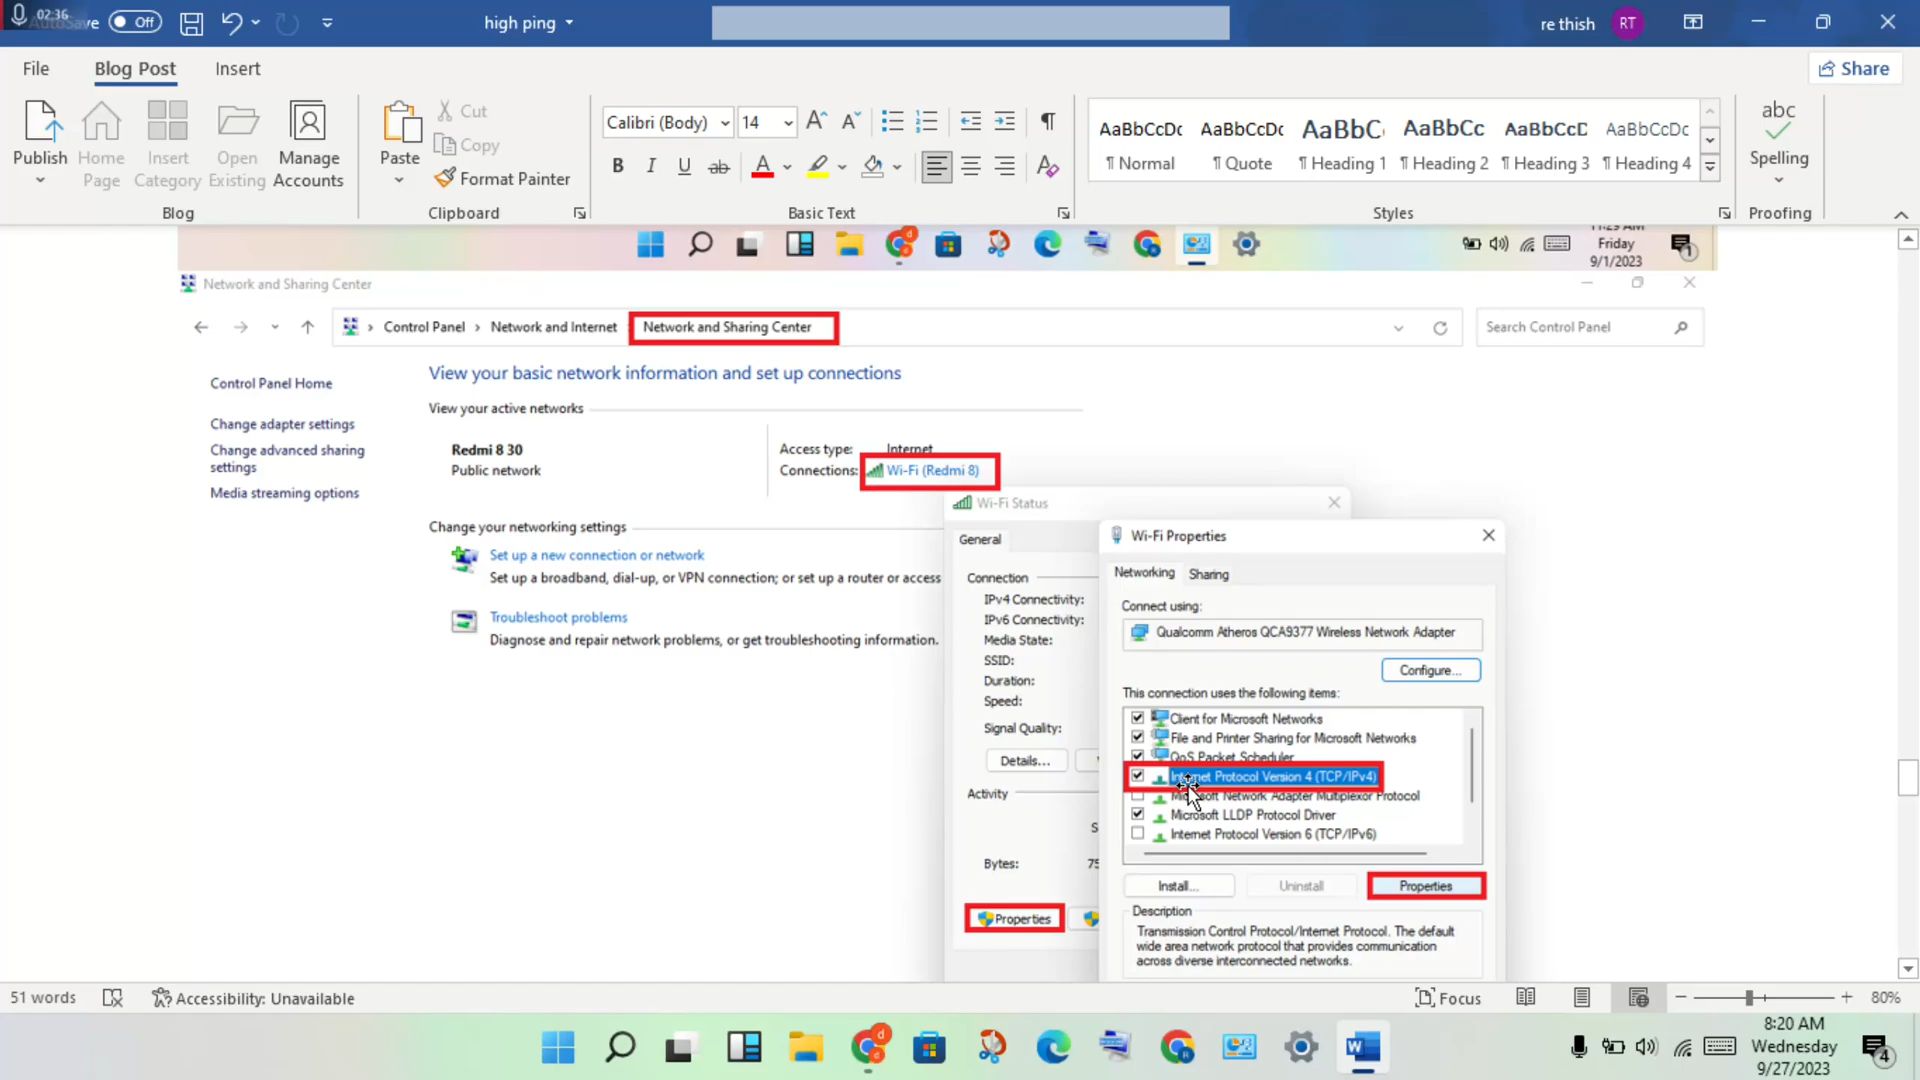 02:36
Off
high ping
re thish
RT
File
Blog Post
Insert
Share
Publish
Home
Page
Insert
Category
Open
Existing
Manage
Accounts
Blog
Paste
Cut
Copy
Format Painter
Clipboard
Calibri (Body)
14
Basic Text
AaBbCcDc
¶ Normal
AaBbCcDc
¶ Quote
AaBbC
¶ Heading 1
AaBbCc
¶ Heading 2
AaBbCcD
¶ Heading 3
AaBbCcDc
¶ Heading 4
Styles
abc
Spelling
Proofing
11:29 AM
Friday
9/1/2023
1
Network and Sharing Center
Control Panel > Network and Internet
Network and Sharing Center
Search Control Panel
Control Panel Home
Change adapter settings
Change advanced sharing
settings
Media streaming options
View your basic network information and set up connections
View your active networks
Redmi 8 30
Public network
Access type: Internet
Connections: Wi-Fi (Redmi 8)
Change your networking settings
Set up a new connection or network
Set up a broadband, dial-up, or VPN connection; or set up a router or access
Troubleshoot problems
Diagnose and repair network problems, or get troubleshooting information.
Wi-Fi Status
General
Connection
IPv4 Connectivity:
IPv6 Connectivity:
Media State:
SSID:
Duration:
Speed:
Signal Quality:
Details...
Activity
S
Bytes: 75
Properties
Wi-Fi Properties
Networking
Sharing
Connect using:
Qualcomm Atheros QCA9377 Wireless Network Adapter
Configure...
This connection uses the following items:
Client for Microsoft Networks
File and Printer Sharing for Microsoft Networks
QoS Packet Scheduler
Internet Protocol Version 4 (TCP/IPv4)
Microsoft Network Adapter Multiplexor Protocol
Microsoft LLDP Protocol Driver
Internet Protocol Version 6 (TCP/IPv6)
Install...
Uninstall
Properties
Description
Transmission Control Protocol/Internet Protocol. The default
wide area network protocol that provides communication
across diverse interconnected networks.
51 words
Accessibility: Unavailable
Focus
80%
8:20 AM
Wednesday
9/27/2023
4